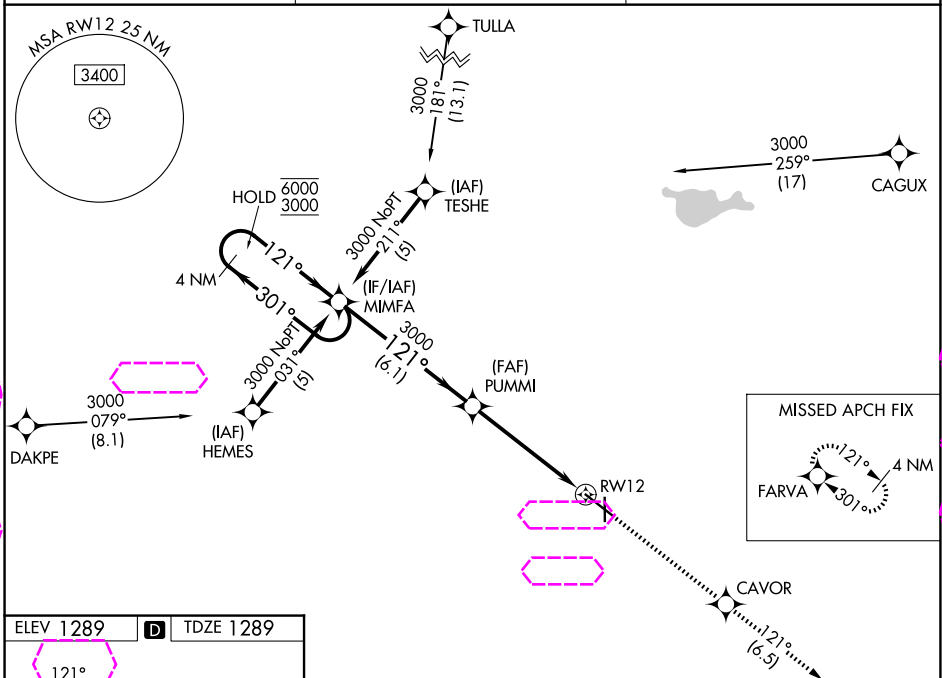 MSA RW12 25 NM
3400
TULLA
3000
181°
(13.1)
3000
259°
(17)
CAGUX
HOLD
6000
3000
(IAF)
TESHE
3000 NoPT
211°
(5)
121°
4 NM
301°
(IF/IAF)
MIMFA
3000
121°
(6.1)
3000 NoPT
031°
(5)
(FAF)
PUMMI
3000
079°
(8.1)
DAKPE
(IAF)
HEMES
MISSED APCH FIX
121°
4 NM
FARVA
301°
RW12
CAVOR
121°
(6.5)
ELEV 1289
D
TDZE 1289
121°